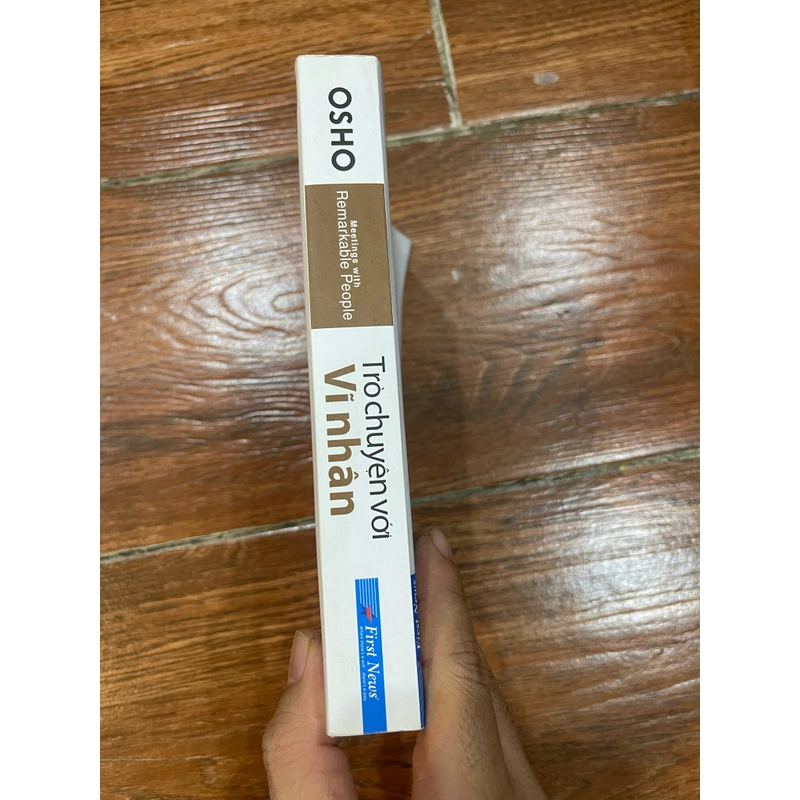 OSHO
Meetings with
Remarkable People
Trò chuyện với
Vĩ nhân
First News